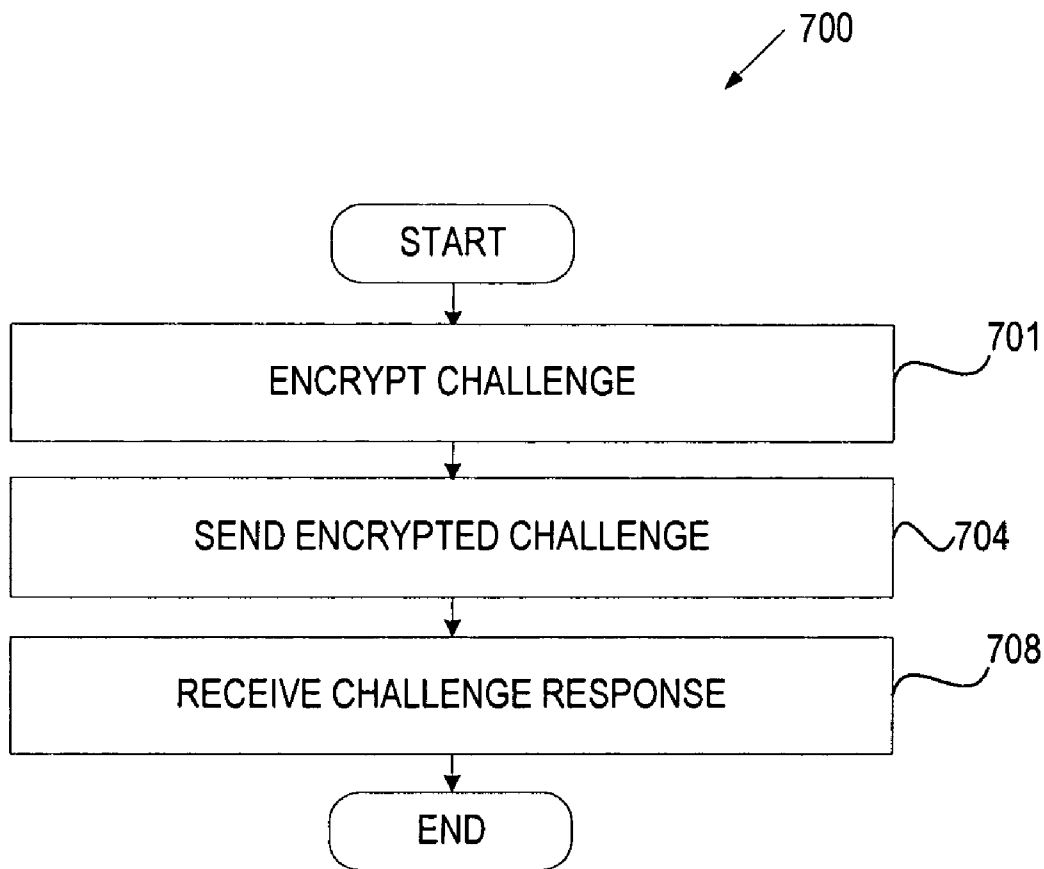 700
START
ENCRYPT CHALLENGE
701
SEND ENCRYPTED CHALLENGE
704
RECEIVE CHALLENGE RESPONSE
708
END